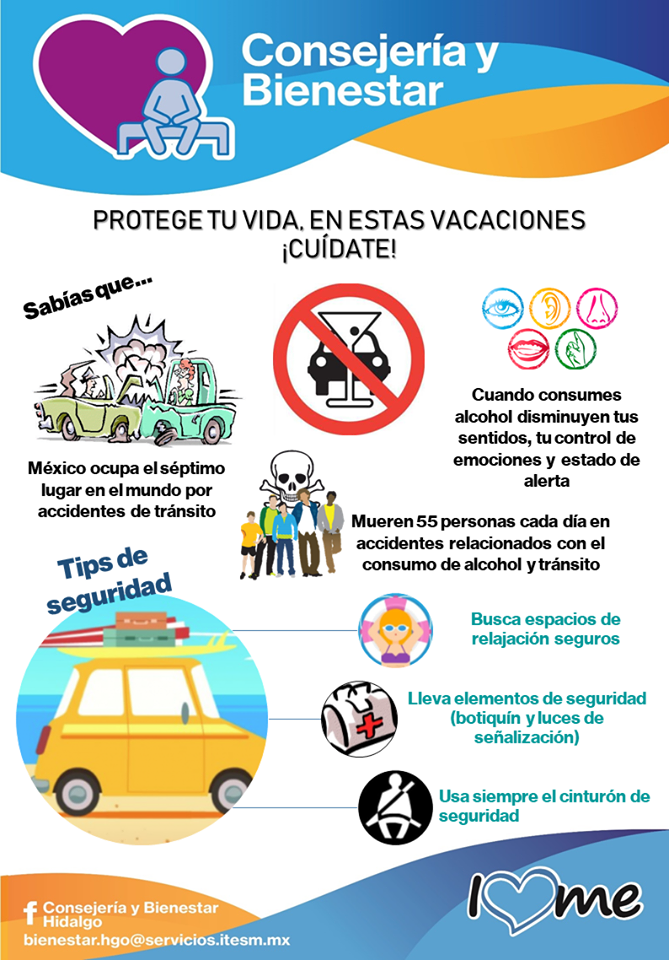 Consejería y
Bienestar
PROTEGE TU VIDA, EN ESTAS VACACIONES
¡CUÍDATE!
Sabías que...
México ocupa el séptimo
lugar en el mundo por
accidentes de tránsito
Cuando consumes
alcohol disminuyen tus
sentidos, tu control de
emociones y estado de
alerta
Mueren 55 personas cada día en
accidentes relacionados con el
consumo de alcohol y tránsito
Tips de
seguridad
Busca espacios de
relajación seguros
Lleva elementos de seguridad
(botiquín y luces de
señalización)
Usa siempre el cinturón de
seguridad
f Consejería y Bienestar
Hidalgo
bienestar.hgo@servicios.itesm.mx
I me